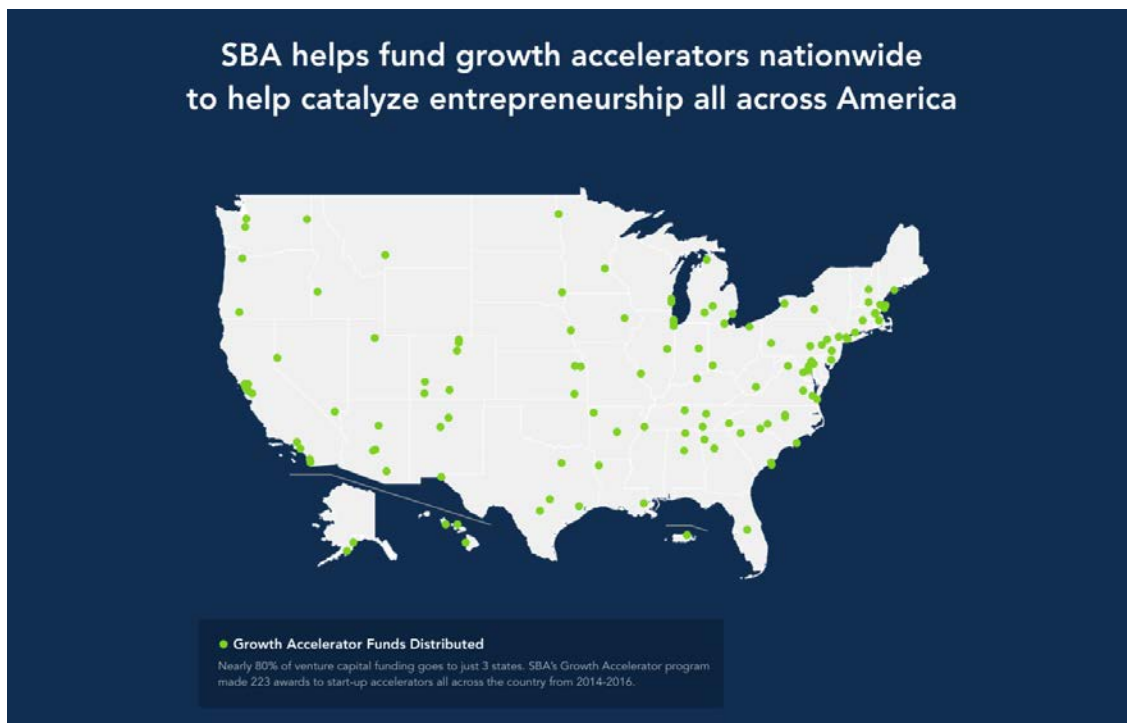 SBA helps fund growth accelerators nationwide
to help catalyze entrepreneurship all across America
Growth Accelerator Funds Distributed
Nearly 80% of venture capital funding goes to just 3 states. SBA's Growth Accelerator program
made 223 awards to start-up accelerators all across the country from 2014-2016.